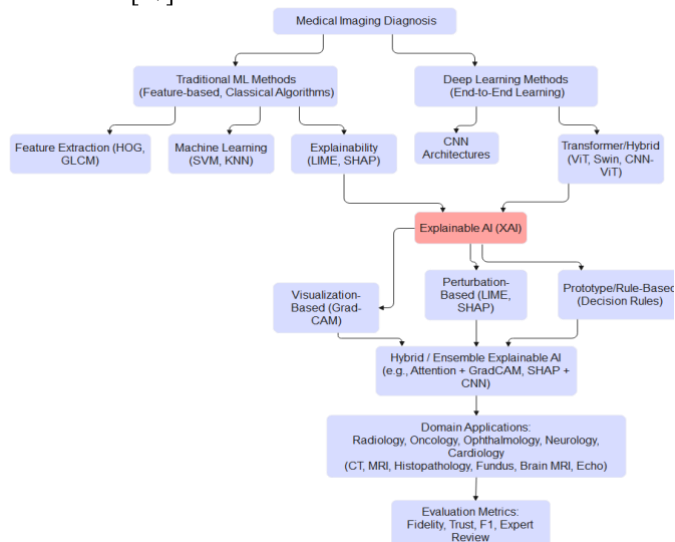 Medical Imaging Diagnosis
Traditional ML Methods
(Feature-based, Classical Algorithms)
Deep Learning Methods
(End-to-End Learning)
Feature Extraction (HOG,
GLCM)
Machine Learning
(SVM, KNN)
Explainability
(LIME, SHAP)
CNN
Architectures
Transformer/Hybrid
(ViT, Swin, CNN-
ViT)
Explainable AI (XAI)
Visualization-
Based (Grad-
CAM)
Perturbation-
Based (LIME,
SHAP)
Prototype/Rule-Based
(Decision Rules)
Hybrid / Ensemble Explainable AI
(e.g., Attention + GradCAM, SHAP +
CNN)
Domain Applications:
Radiology, Oncology, Ophthalmology, Neurology,
Cardiology
(CT, MRI, Histopathology, Fundus, Brain MRI, Echo)
Evaluation Metrics:
Fidelity, Trust, F1, Expert
Review